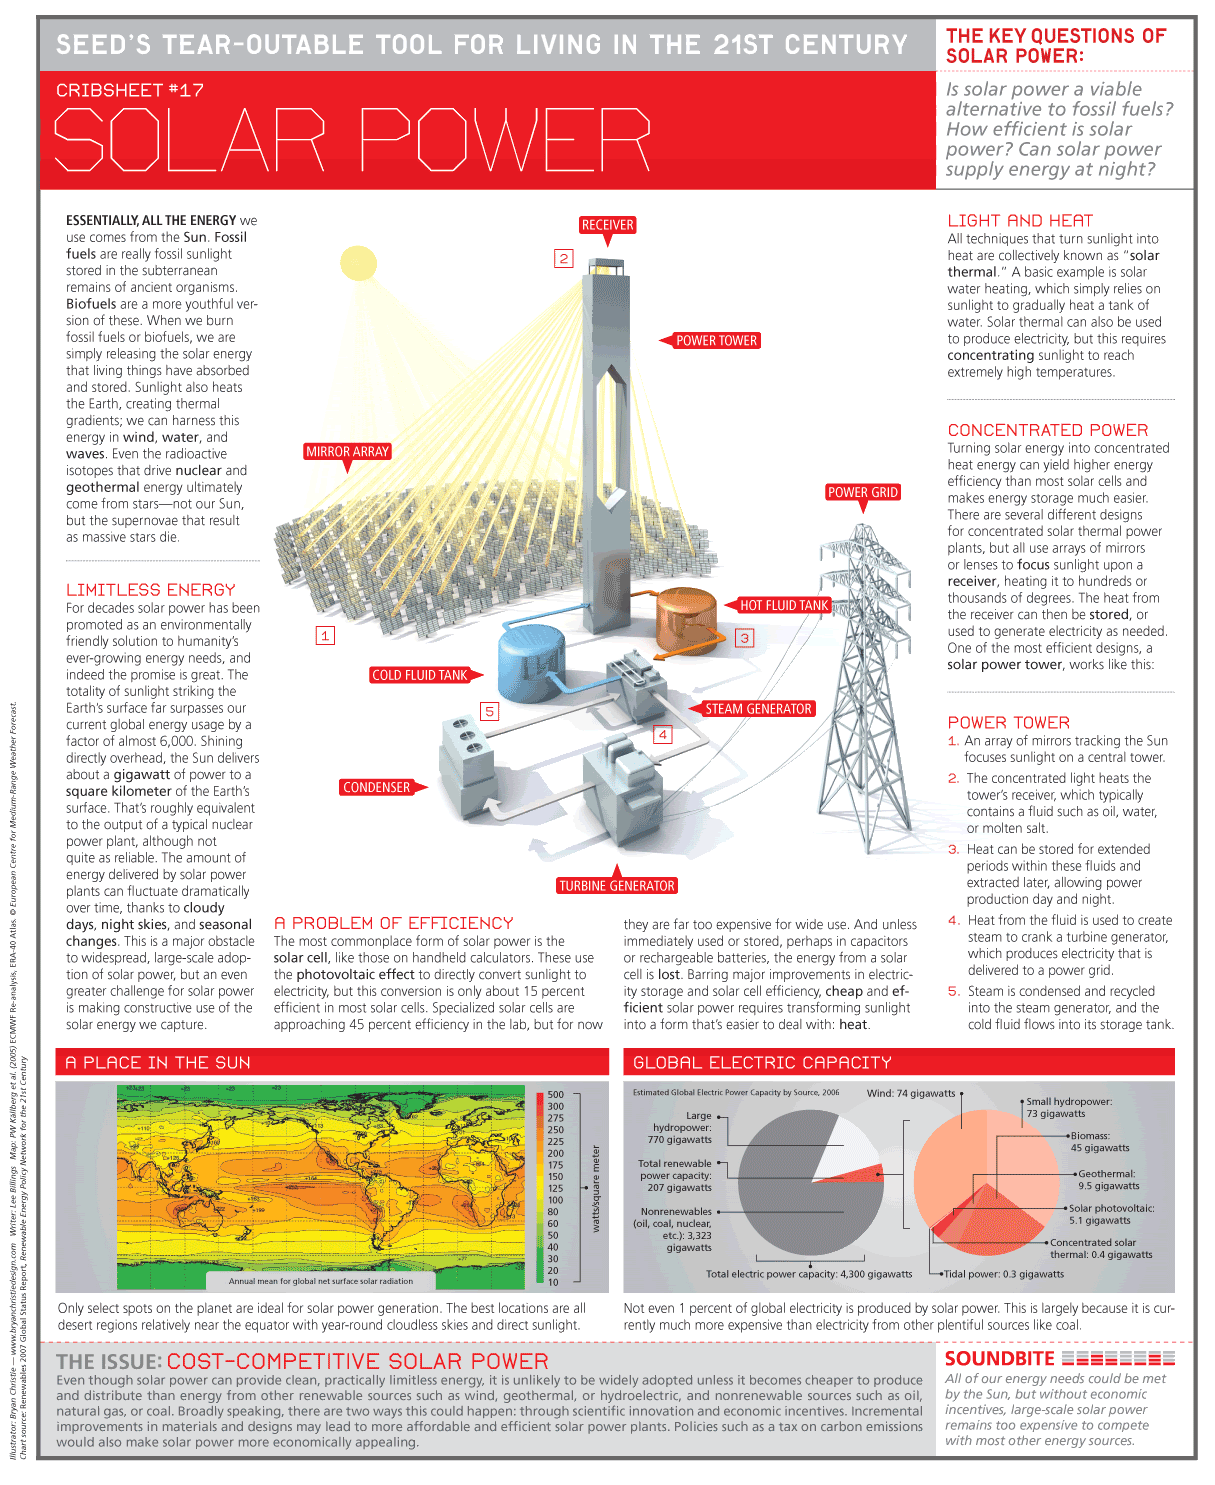 SEED'S TEAR-OUTABLE TOOL FOR LIVING IN THE 21ST CENTURY
CRIBSHEET #17
SOLAR POWER
THE KEY QUESTIONS OF
SOLAR POWER:
Is solar power a viable
alternative to fossil fuels?
How efficient is solar
power? Can solar power
supply energy at night?
ESSENTIALLY, ALL THE ENERGY we
use comes from the Sun. Fossil
fuels are really fossil sunlight
stored in the subterranean
remains of ancient organisms.
Biofuels are a more youthful ver-
sion of these. When we burn
fossil fuels or biofuels, we are
simply releasing the solar energy
that living things have absorbed
and stored. Sunlight also heats
the Earth, creating thermal
gradients; we can harness this
energy in wind, water, and
waves. Even the radioactive
isotopes that drive nuclear and
geothermal energy ultimately
come from stars—not our Sun,
but the supernovae that result
as massive stars die.
LIMITLESS ENERGY
For decades solar power has been
promoted as an environmentally
friendly solution to humanity's
ever-growing energy needs, and
indeed the promise is great. The
totality of sunlight striking the
Earth's surface far surpasses our
current global energy usage by a
factor of almost 6,000. Shining
directly overhead, the Sun delivers
about a gigawatt of power to a
square kilometer of the Earth's
surface. That's roughly equivalent
to the output of a typical nuclear
power plant, although not
quite as reliable. The amount of
energy delivered by solar power
plants can fluctuate dramatically
over time, thanks to cloudy
days, night skies, and seasonal
changes. This is a major obstacle
to widespread, large-scale adop-
tion of solar power, but an even
greater challenge for solar power
is making constructive use of the
solar energy we capture.
RECEIVER
2
POWER TOWER
MIRROR ARRAY
POWER GRID
HOT FLUID TANK
1
3
COLD FLUID TANK
STEAM GENERATOR
5
4
CONDENSER
TURBINE GENERATOR
A PROBLEM OF EFFICIENCY
The most commonplace form of solar power is the
solar cell, like those on handheld calculators. These use
the photovoltaic effect to directly convert sunlight to
electricity, but this conversion is only about 15 percent
efficient in most solar cells. Specialized solar cells are
approaching 45 percent efficiency in the lab, but for now
they are far too expensive for wide use. And unless
immediately used or stored, perhaps in capacitors
or rechargeable batteries, the energy from a solar
cell is lost. Barring major improvements in electric-
ity storage and solar cell efficiency, cheap and ef-
ficient solar power requires transforming sunlight
into a form that's easier to deal with: heat.
LIGHT AND HEAT
All techniques that turn sunlight into
heat are collectively known as "solar
thermal." A basic example is solar
water heating, which simply relies on
sunlight to gradually heat a tank of
water. Solar thermal can also be used
to produce electricity, but this requires
concentrating sunlight to reach
extremely high temperatures.
CONCENTRATED POWER
Turning solar energy into concentrated
heat energy can yield higher energy
efficiency than most solar cells and
makes energy storage much easier.
There are several different designs
for concentrated solar thermal power
plants, but all use arrays of mirrors
or lenses to focus sunlight upon a
receiver, heating it to hundreds or
thousands of degrees. The heat from
the receiver can then be stored, or
used to generate electricity as needed.
One of the most efficient designs, a
solar power tower, works like this:
POWER TOWER
1. An array of mirrors tracking the Sun
focuses sunlight on a central tower.
2. The concentrated light heats the
tower's receiver, which typically
contains a fluid such as oil, water,
or molten salt.
3. Heat can be stored for extended
periods within these fluids and
extracted later, allowing power
production day and night.
4. Heat from the fluid is used to create
steam to crank a turbine generator,
which produces electricity that is
delivered to a power grid.
5. Steam is condensed and recycled
into the steam generator, and the
cold fluid flows into its storage tank.
A PLACE IN THE SUN
500
300
275
250
225
200
175
150
125
100
80
60
50
40
30
20
10
watts/square meter
Annual mean for global net surface solar radiation
Only select spots on the planet are ideal for solar power generation. The best locations are all
desert regions relatively near the equator with year-round cloudless skies and direct sunlight.
GLOBAL ELECTRIC CAPACITY
Estimated Global Electric Power Capacity by Source, 2006
Large
hydropower:
770 gigawatts
Total renewable
power capacity:
207 gigawatts
Nonrenewables
(oil, coal, nuclear,
etc.): 3,323
gigawatts
Total electric power capacity: 4,300 gigawatts
Wind: 74 gigawatts
Small hydropower:
73 gigawatts
Biomass:
45 gigawatts
Geothermal:
9.5 gigawatts
Solar photovoltaic:
5.1 gigawatts
Concentrated solar
thermal: 0.4 gigawatts
Tidal power: 0.3 gigawatts
Not even 1 percent of global electricity is produced by solar power. This is largely because it is cur-
rently much more expensive than electricity from other plentiful sources like coal.
THE ISSUE: COST-COMPETITIVE SOLAR POWER
Even though solar power can provide clean, practically limitless energy, it is unlikely to be widely adopted unless it becomes cheaper to produce
and distribute than energy from other renewable sources such as wind, geothermal, or hydroelectric, and nonrenewable sources such as oil,
natural gas, or coal. Broadly speaking, there are two ways this could happen: through scientific innovation and economic incentives. Incremental
improvements in materials and designs may lead to more affordable and efficient solar power plants. Policies such as a tax on carbon emissions
would also make solar power more economically appealing.
SOUNDBITE
All of our energy needs could be met
by the Sun, but without economic
incentives, large-scale solar power
remains too expensive to compete
with most other energy sources.
Illustrator: Bryan Christie — www.bryanchristiedesign.com Writer: Lee Billings Map: PW Kallberg et al. (2005) ECMWF Re-analysis, ERA-40 Atlas. © European Centre for Medium-Range Weather Forecast.
Chart source: Renewables 2007 Global Status Report, Renewable Energy Policy Network for the 21st Century